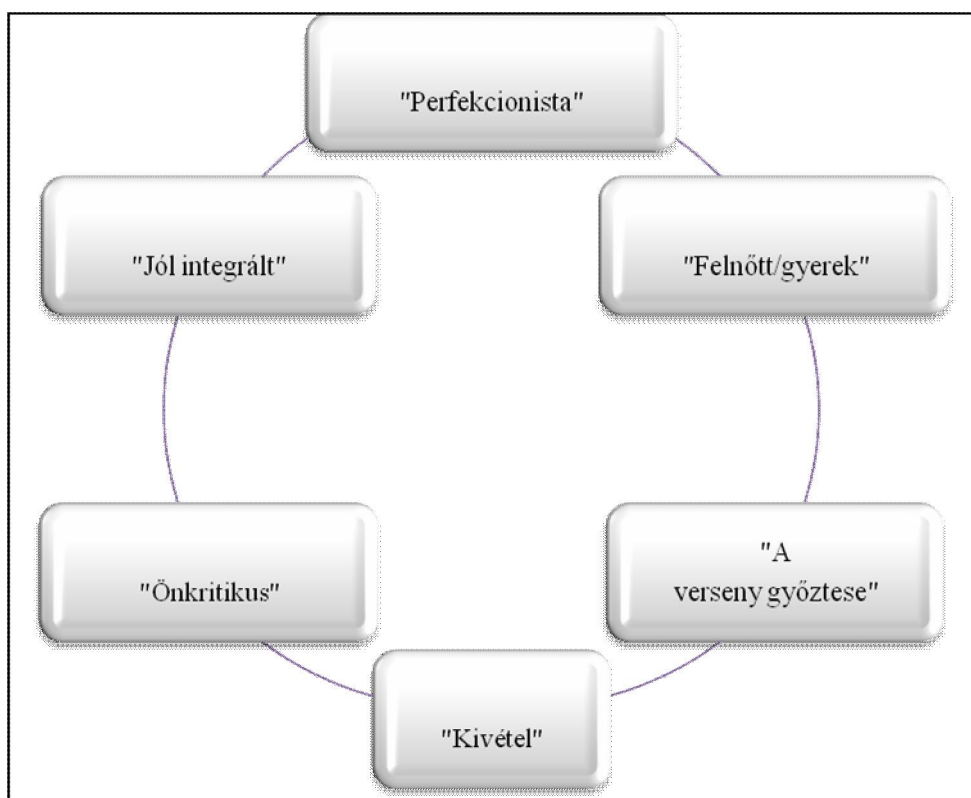 "Perfekcionista"
"Jól integrált"
"Felnőtt/gyerek"
"Önkritikus"
"A
verseny győztese"
"Kivétel"